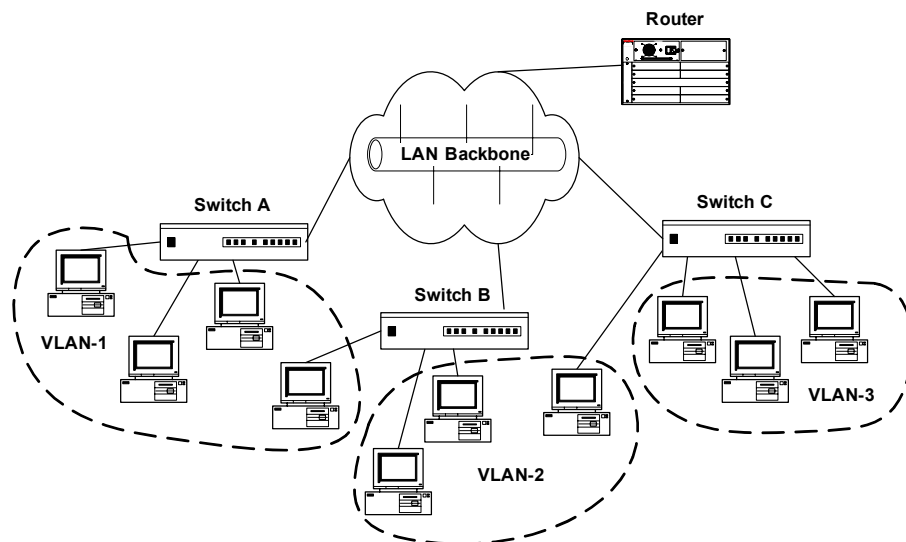 Router
LAN Backbone
Switch A
Switch C
Switch B
VLAN-1
VLAN-3
VLAN-2